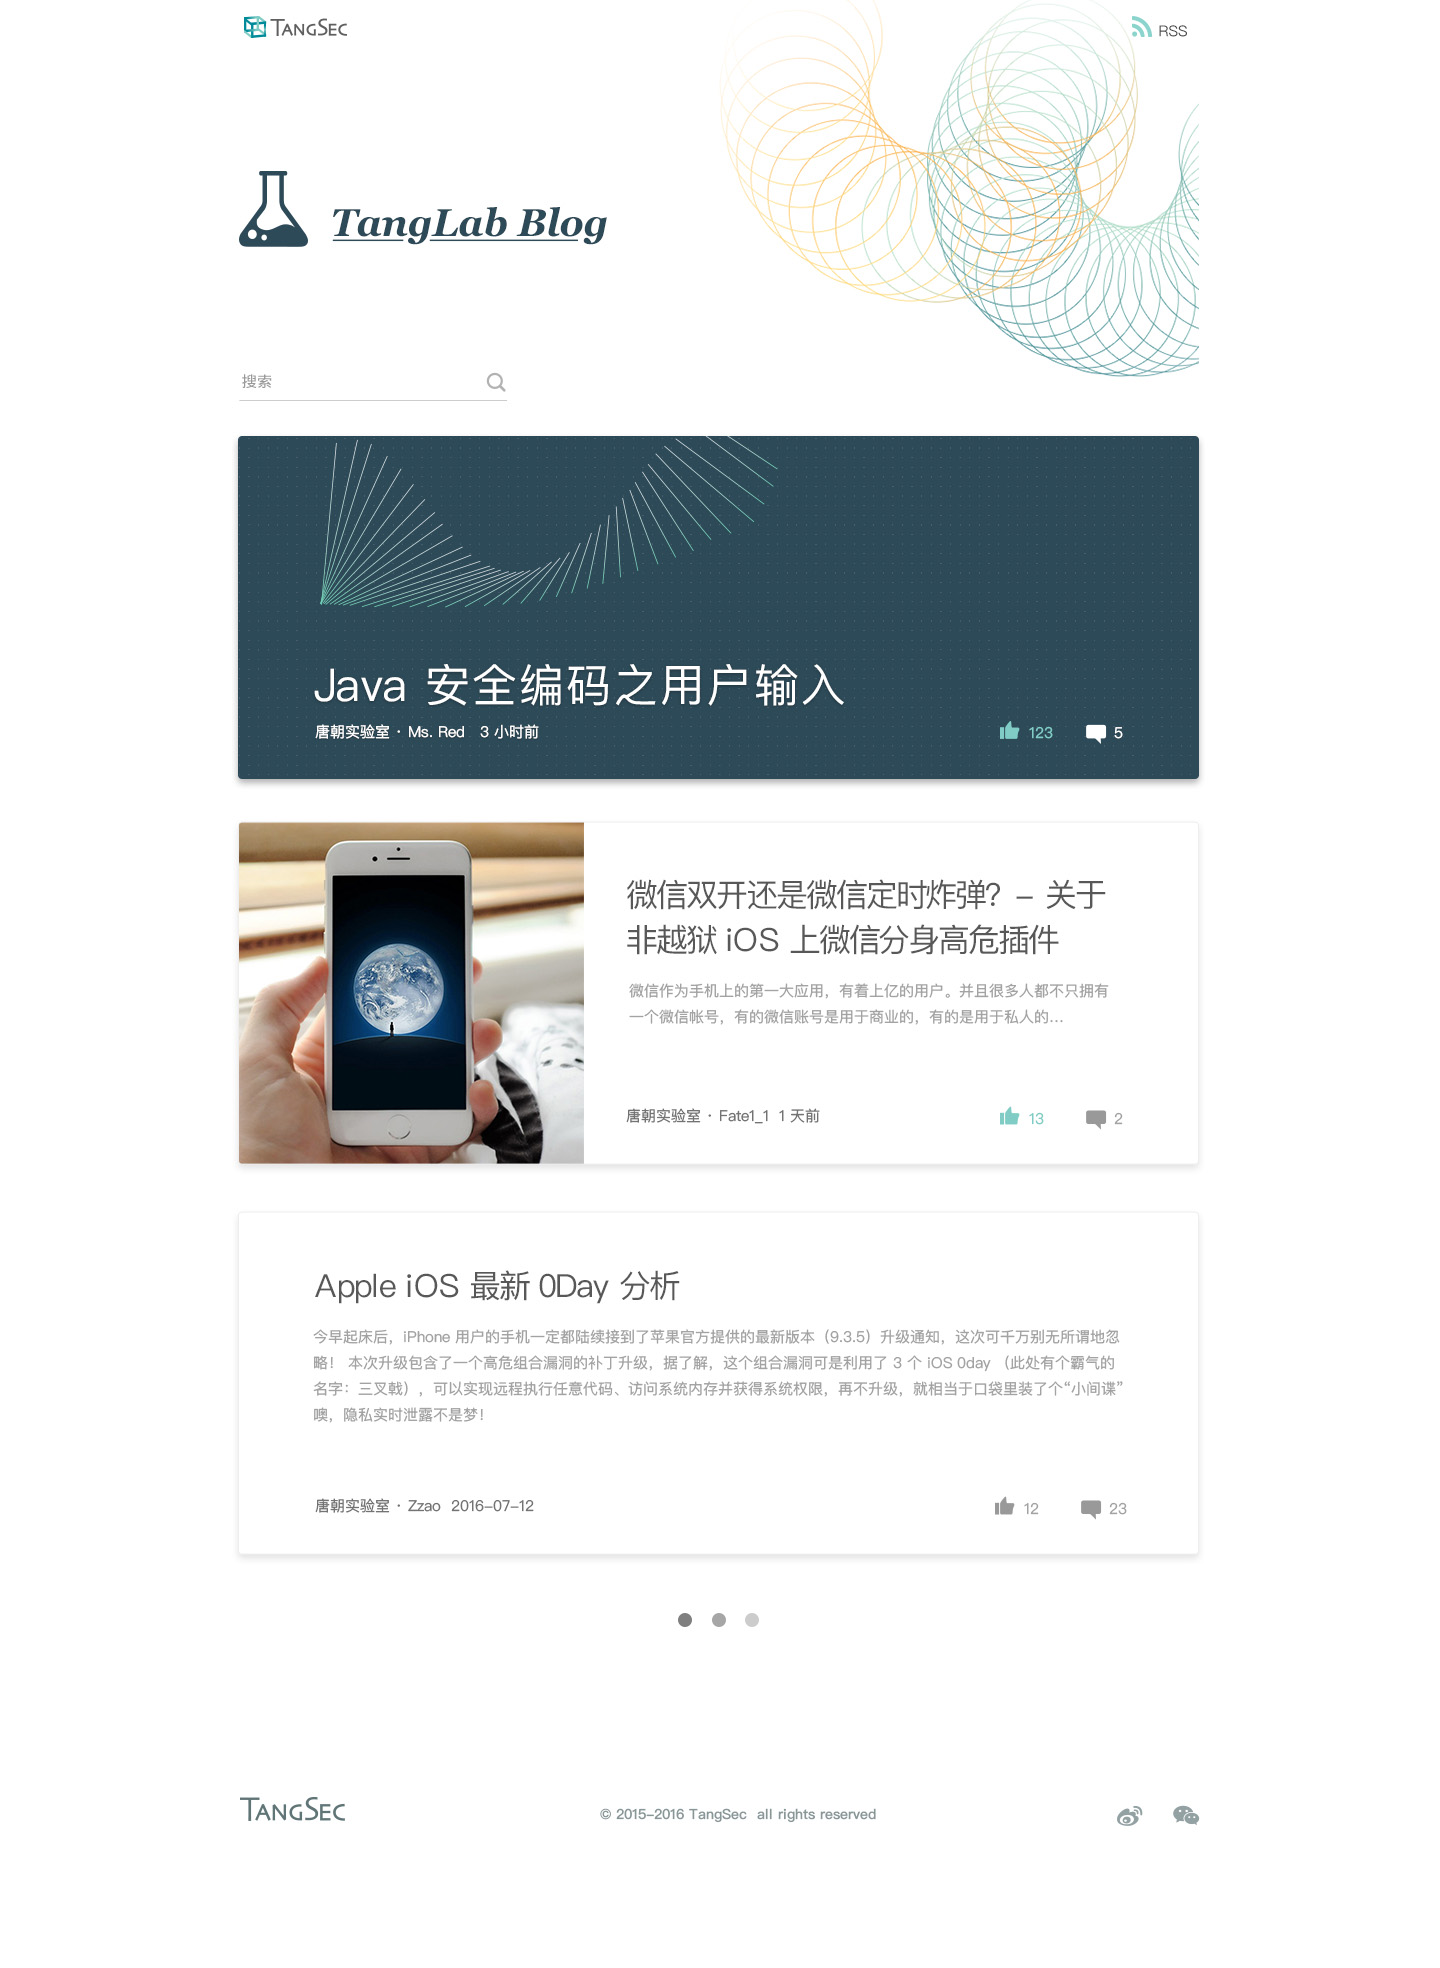 TANGSEC
RSS
TangLab Blog
搜索
Java 安全编码之用户输入
唐朝实验室 · Ms. Red 3 小时前
123
5
微信双开还是微信定时炸弹？- 关于
非越狱 iOS 上微信分身高危插件
微信作为手机上的第一大应用，有着上亿的用户。并且很多人都不只拥有
一个微信帐号，有的微信账号是用于商业的，有的是用于私人的...
唐朝实验室 · Fate1_1 1 天前
13
2
Apple iOS 最新 0Day 分析
今早起床后，iPhone 用户的手机一定都陆续接到了苹果官方提供的最新版本（9.3.5）升级通知，这次可千万别无所谓地忽
略！ 本次升级包含了一个高危组合漏洞的补丁升级，据了解，这个组合漏洞可是利用了 3 个 iOS 0day （此处有个霸气的
名字：三叉戟），可以实现远程执行任意代码、访问系统内存并获得系统权限，再不升级，就相当于口袋里装了个“小间谍”
噢，隐私实时泄露不是梦！
唐朝实验室 · Zzao 2016-07-12
12
23
TANGSEC
© 2015-2016 TangSec all rights reserved